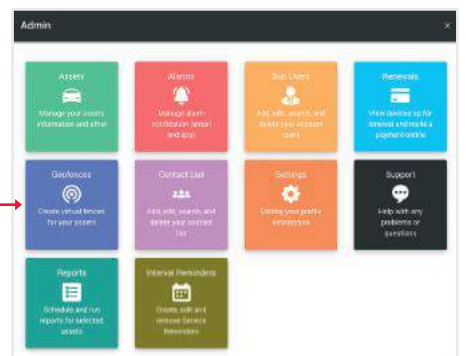 Admin ×
Assets
Manage your assets
information and other
Alarms
Manage alarm
notification (email
and app)
Sub Users
Add, edit, search, and
delete your account
users
Renewals
View devices up for
renewal and make a
payment online
Geofences
Create virtual fences
for your assets
Contact List
Add, edit, search, and
delete your contact
list
Settings
Editing your profile
information
Support
Help with any
problems or
questions
Reports
Schedule and run
reports for selected
assets
Interval Reminders
Create, edit and
remove Service
Reminders